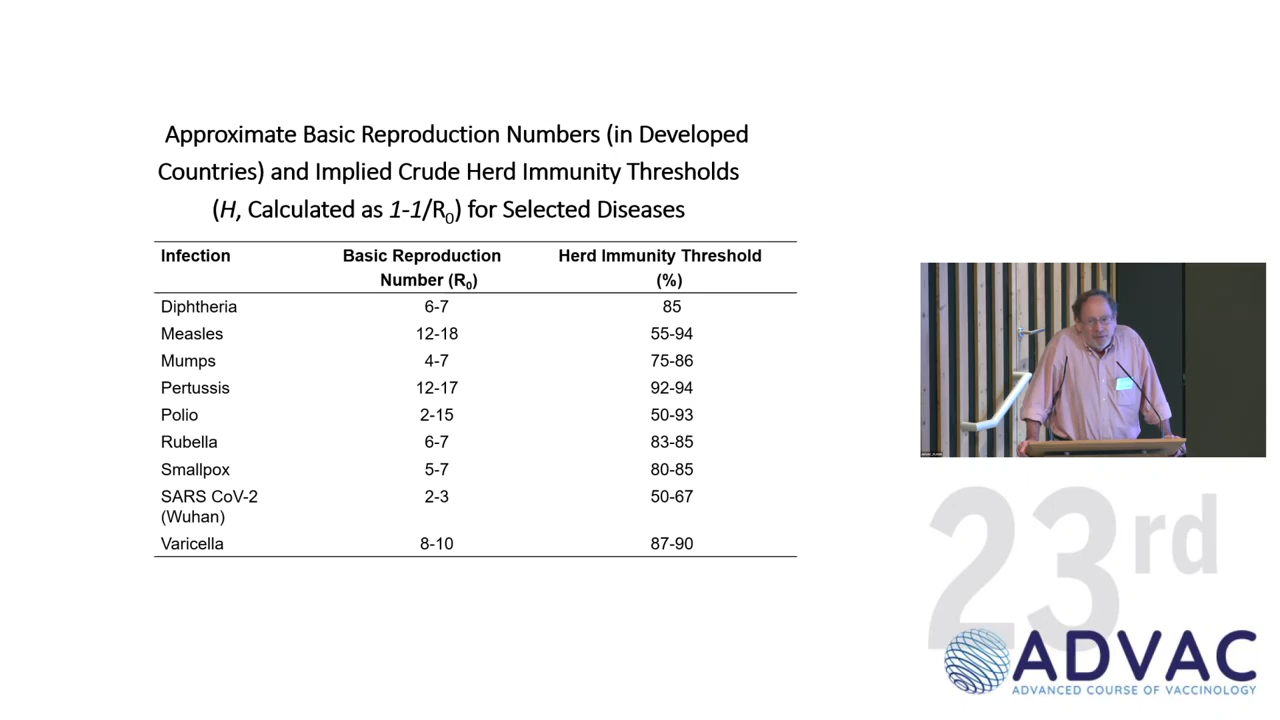 Approximate Basic Reproduction Numbers (in Developed
Countries) and Implied Crude Herd Immunity Thresholds
(H, Calculated as 1-1/R0) for Selected Diseases
Infection Basic Reproduction Number (R0) Herd Immunity Threshold (%)
Diphtheria 6-7 85
Measles 12-18 55-94
Mumps 4-7 75-86
Pertussis 12-17 92-94
Polio 2-15 50-93
Rubella 6-7 83-85
Smallpox 5-7 80-85
SARS CoV-2 (Wuhan) 2-3 50-67
Varicella 8-10 87-90
23rd
ADVAC
ADVANCED COURSE OF VACCINOLOGY